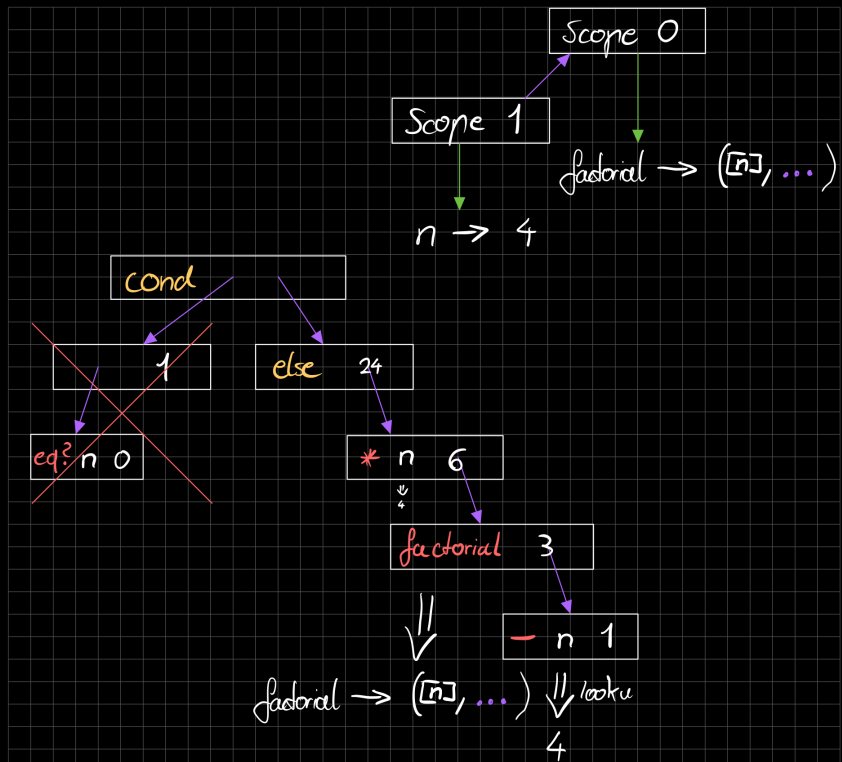 Scope 0
Scope 1
factorial → ([n], ...)
n → 4
cond
1
else 24
eq? n 0
* n 6
⇓
4
factorial 3
⇓
- n 1
factorial → ([n], ...)
⇓ looku
4